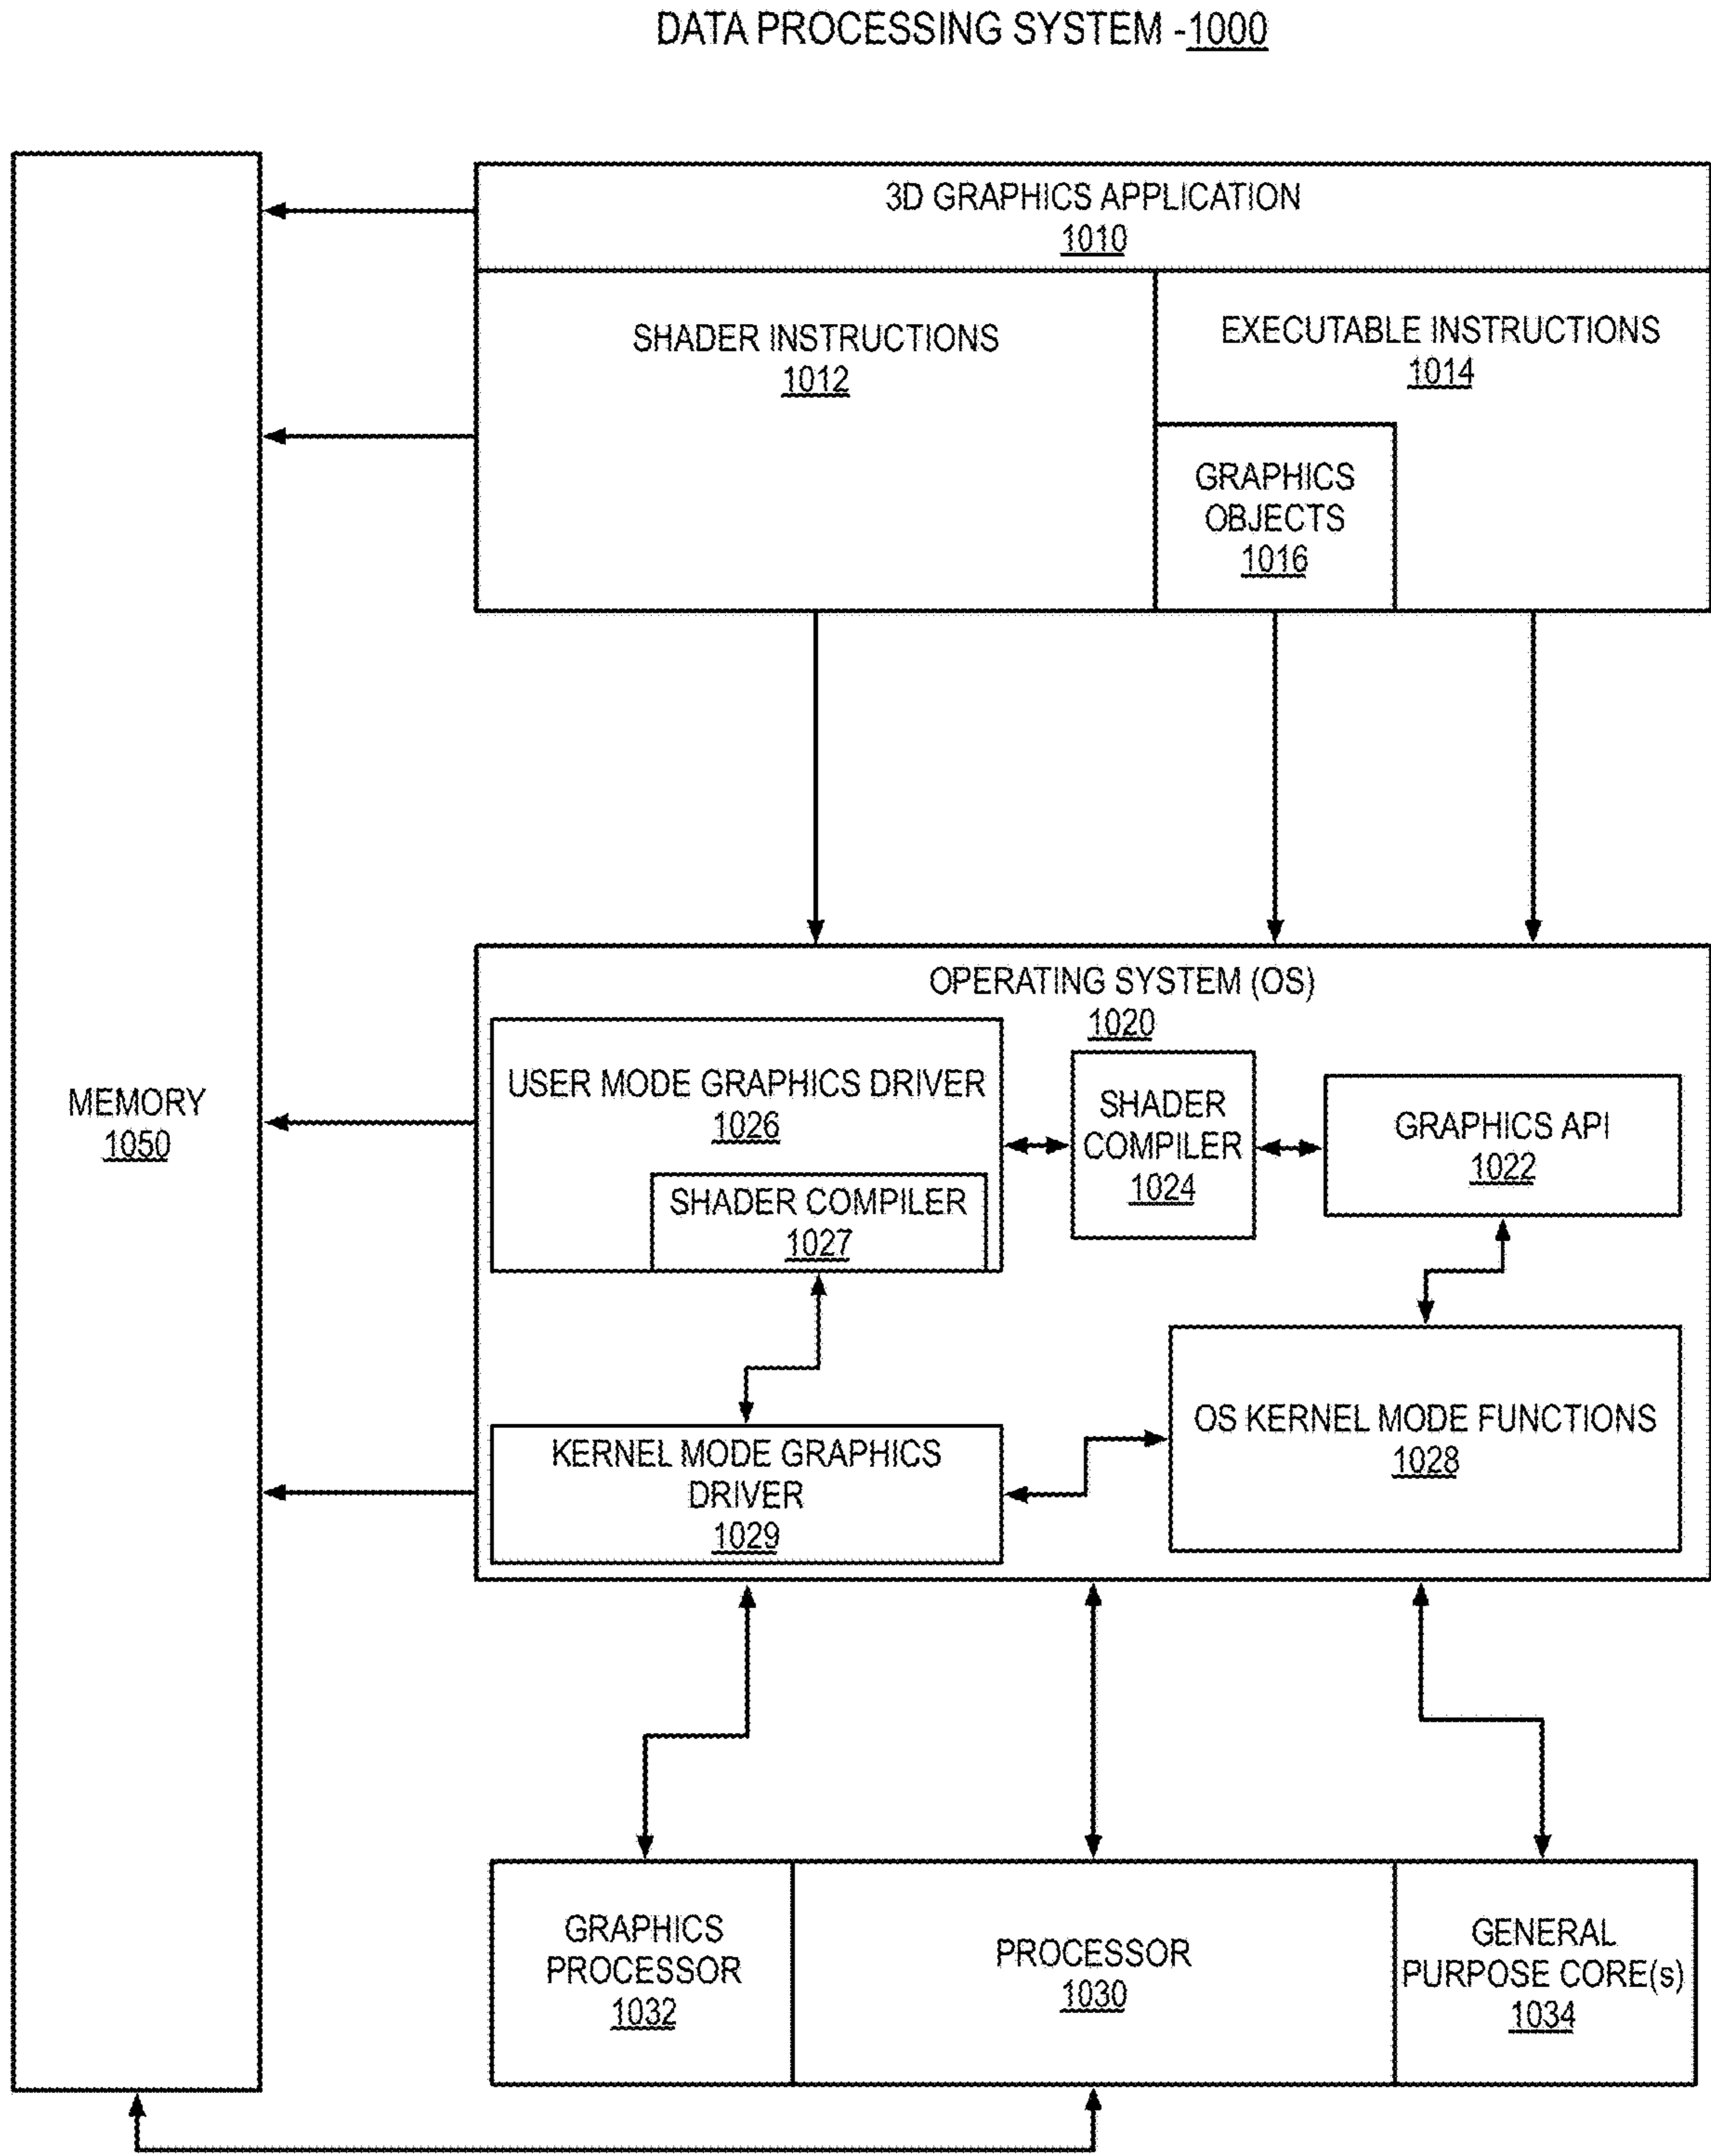 DATA PROCESSING SYSTEM -1000
3D GRAPHICS APPLICATION
1010
SHADER INSTRUCTIONS
1012
EXECUTABLE INSTRUCTIONS
1014
GRAPHICS
OBJECTS
1016
MEMORY
1050
OPERATING SYSTEM (OS)
1020
USER MODE GRAPHICS DRIVER
1026
SHADER COMPILER
1027
SHADER
COMPILER
1024
GRAPHICS API
1022
KERNEL MODE GRAPHICS
DRIVER
1029
OS KERNEL MODE FUNCTIONS
1028
GRAPHICS
PROCESSOR
1032
PROCESSOR
1030
GENERAL
PURPOSE CORE(s)
1034